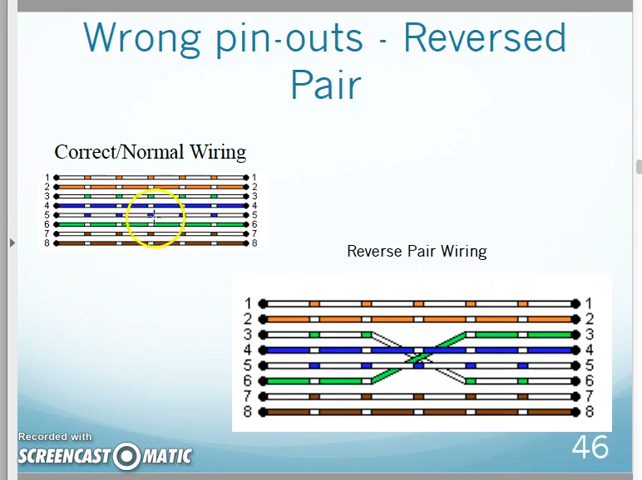 Wrong pin-outs - Reversed
Pair
Correct/Normal Wiring
1 1
2 2
3 3
4 4
5 5
6 6
7 7
8 8
Reverse Pair Wiring
1 1
2 2
3 3
4 4
5 5
6 6
7 7
8 8
Recorded with
SCREENCAST-O-MATIC
46